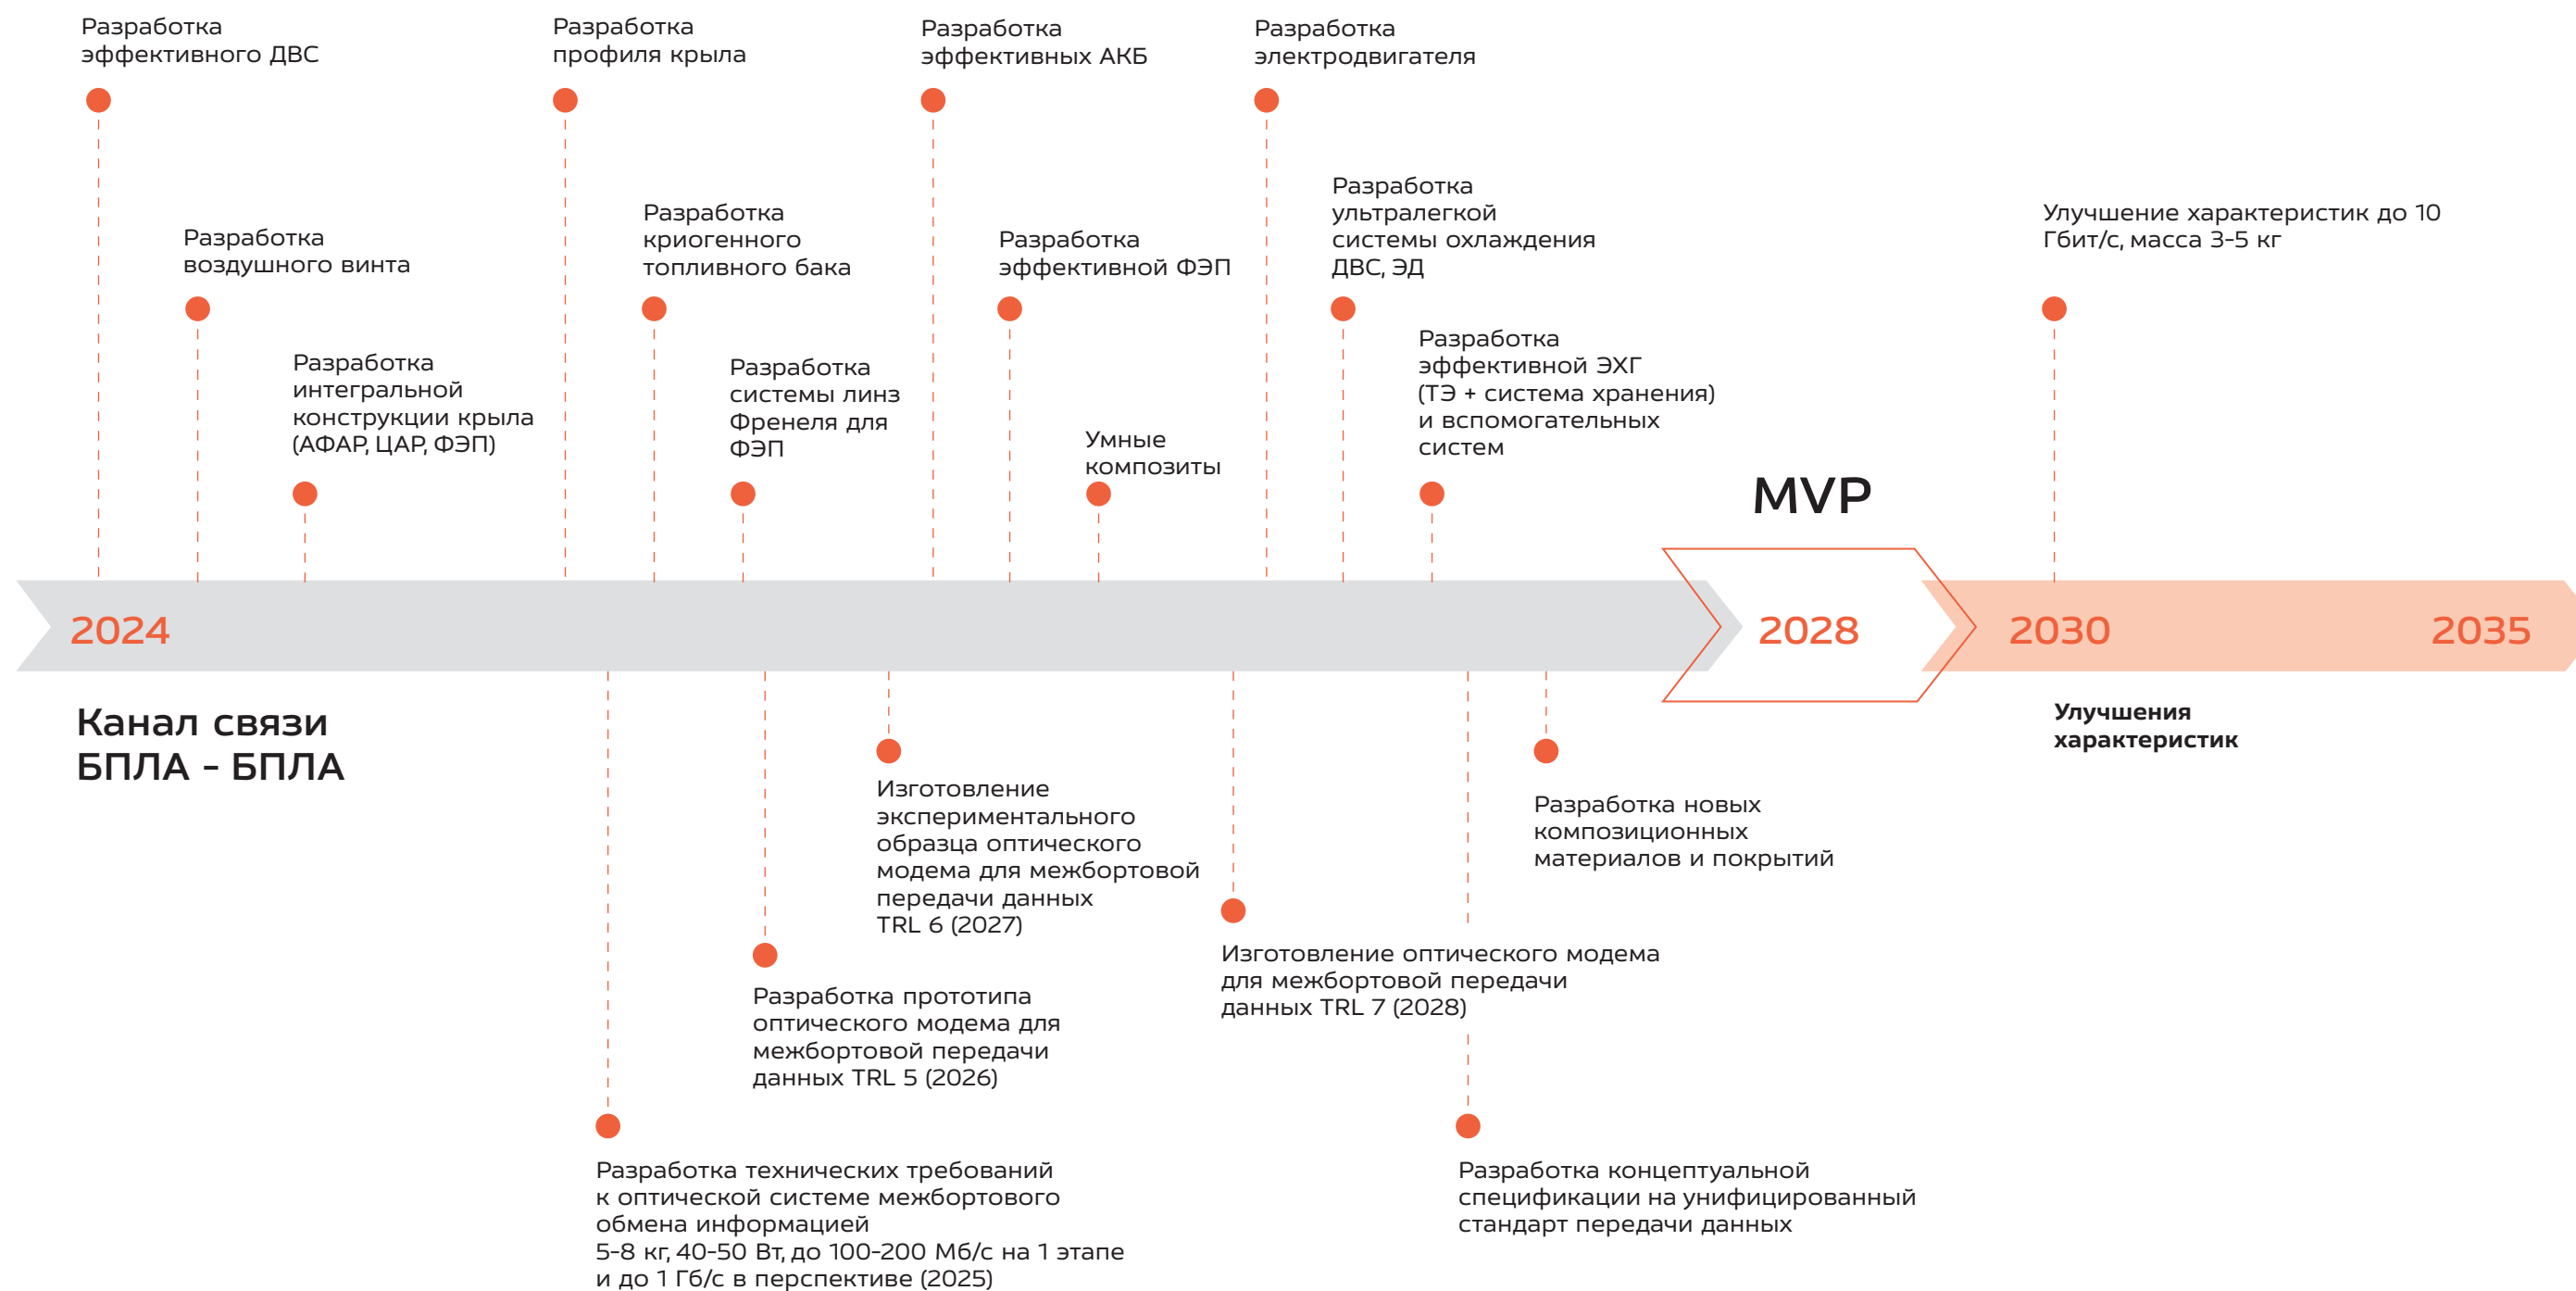 Разработка
эффективного ДВС
Разработка
профиля крыла
Разработка
эффективных АКБ
Разработка
электродвигателя
Разработка
воздушного винта
Разработка
криогенного
топливного бака
Разработка
эффективной ФЭП
Разработка
ультралегкой
системы охлаждения
ДВС, ЭД
Улучшение характеристик до 10
Гбит/с, масса 3-5 кг
Разработка
интегральной
конструкции крыла
(АФАР, ЦАР, ФЭП)
Разработка
системы линз
Френеля для
ФЭП
Умные
композиты
Разработка
эффективной ЭХГ
(ТЭ + система хранения)
и вспомогательных
систем
MVP
2024
2028
2030
2035
Канал связи
БПЛА - БПЛА
Улучшения
характеристик
Изготовление
экспериментального
образца оптического
модема для межбортовой
передачи данных
TRL 6 (2027)
Разработка новых
композиционных
материалов и покрытий
Изготовление оптического модема
для межбортовой передачи
данных TRL 7 (2028)
Разработка прототипа
оптического модема для
межбортовой передачи
данных TRL 5 (2026)
Разработка технических требований
к оптической системе межбортового
обмена информацией
5-8 кг, 40-50 Вт, до 100-200 Мб/с на 1 этапе
и до 1 Гб/с в перспективе (2025)
Разработка концептуальной
спецификации на унифицированный
стандарт передачи данных